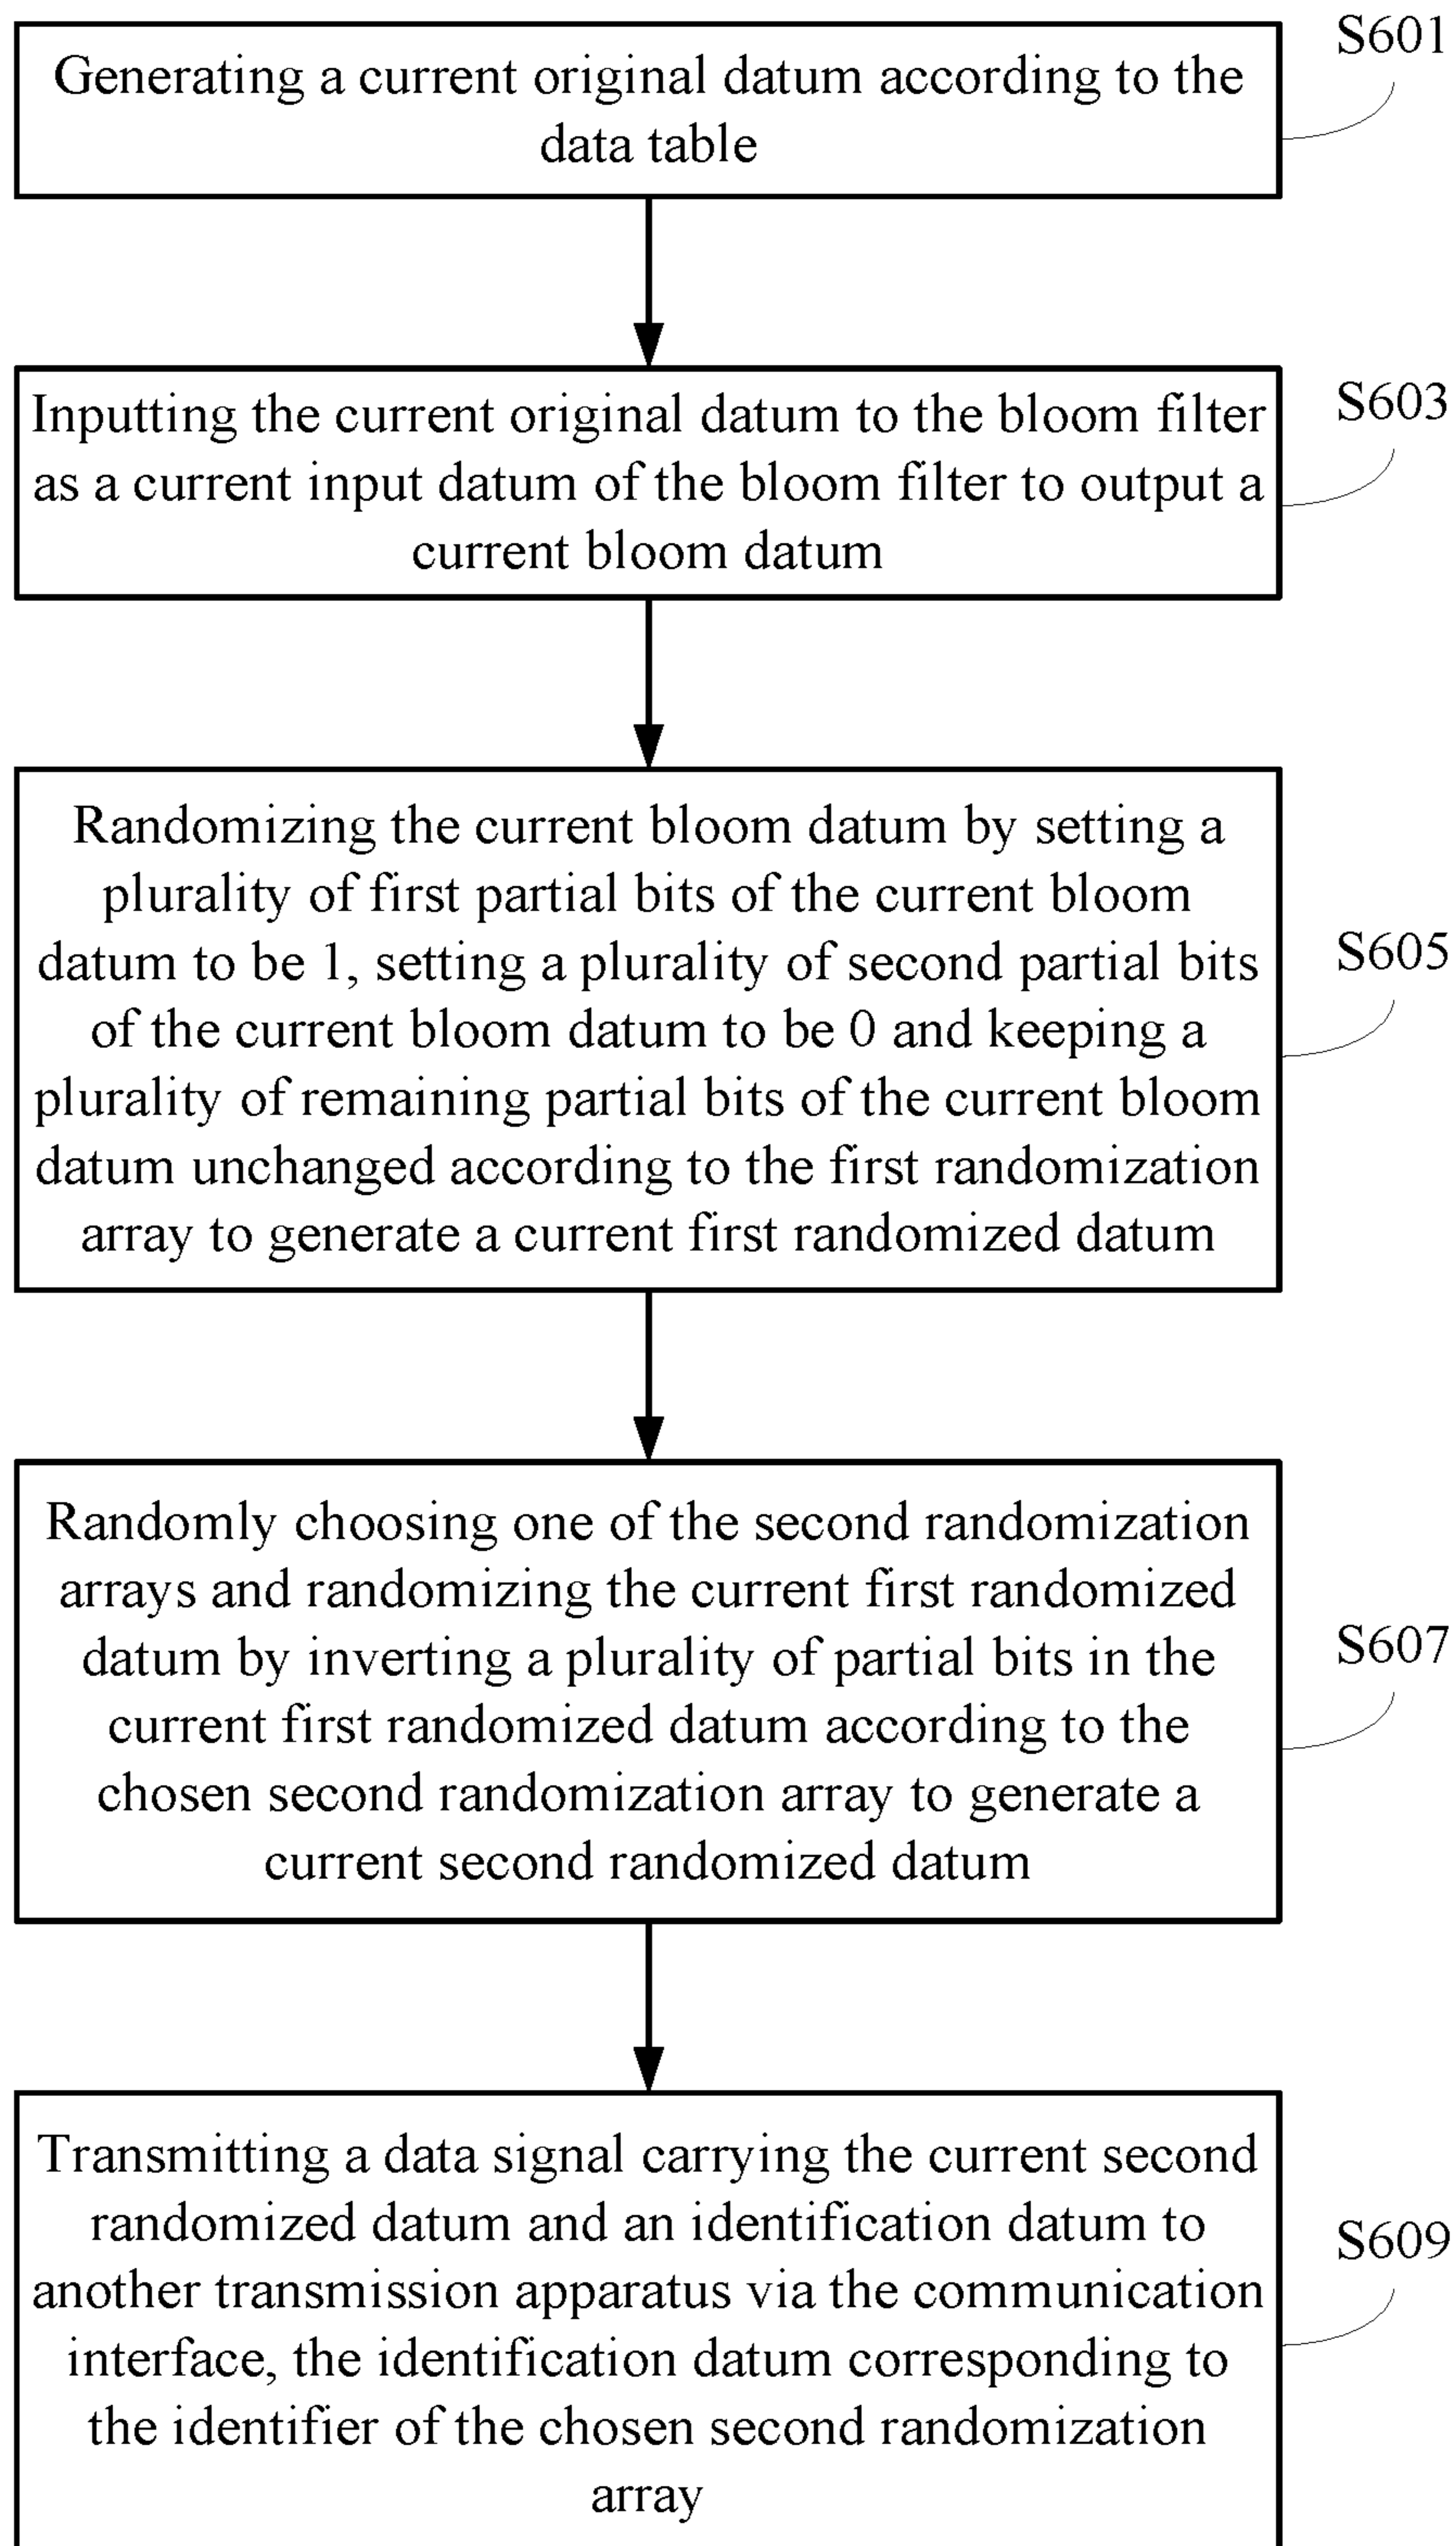 S601
Generating a current original datum according to the
data table
S603
Inputting the current original datum to the bloom filter
as a current input datum of the bloom filter to output a
current bloom datum
Randomizing the current bloom datum by setting a
plurality of first partial bits of the current bloom
datum to be 1, setting a plurality of second partial bits
S605
of the current bloom datum to be 0 and keeping a
plurality of remaining partial bits of the current bloom
datum unchanged according to the first randomization
array to generate a current first randomized datum
Randomly choosing one of the second randomization
arrays and randomizing the current first randomized
datum by inverting a plurality of partial bits in the
S607
current first randomized datum according to the
chosen second randomization array to generate a
current second randomized datum
Transmitting a data signal carrying the current second
randomized datum and an identification datum to
S609
another transmission apparatus via the communication
interface, the identification datum corresponding to
the identifier of the chosen second randomization
array